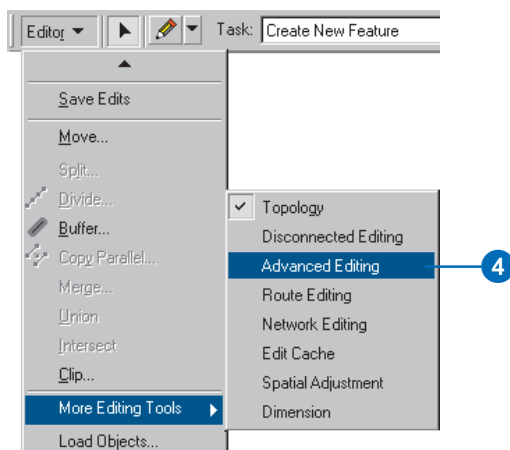 Editor Task: Create New Feature
Save Edits
Move...
Split...
Divide...
Buffer...
Copy Parallel...
Merge...
Union
Intersect
Clip...
More Editing Tools
Load Objects...
Topology
Disconnected Editing
Advanced Editing 4
Route Editing
Network Editing
Edit Cache
Spatial Adjustment
Dimension